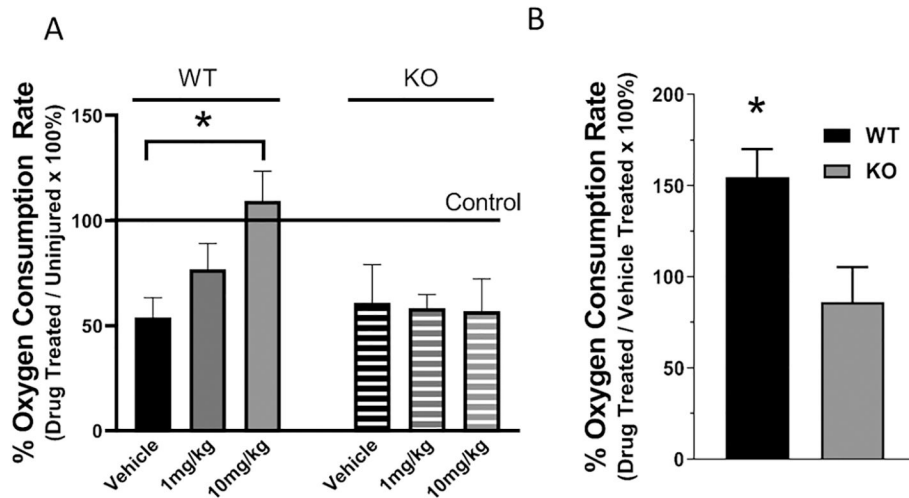 A
WT
KO
% Oxygen Consumption Rate
(Drug Treated / Uninjured x 100%)
150
100
50
0
*
Control
Vehicle
1mg/kg
10mg/kg
Vehicle
1mg/kg
10mg/kg
B
% Oxygen Consumption Rate
(Drug Treated / Vehicle Treated x 100%)
200
150
100
50
0
*
WT
KO